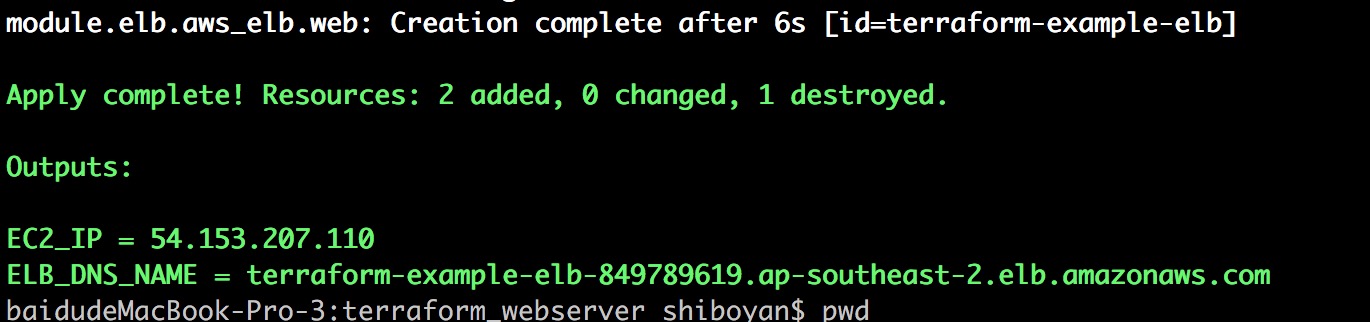 module.elb.aws_elb.web: Creation complete after 6s [id=terraform-example-elb]
Apply complete! Resources: 2 added, 0 changed, 1 destroyed.
Outputs:
EC2_IP = 54.153.207.110
ELB_DNS_NAME = terraform-example-elb-849789619.ap-southeast-2.elb.amazonaws.com
baidudeMacBook-Pro-3:terraform_webserver shiboyan$ pwd